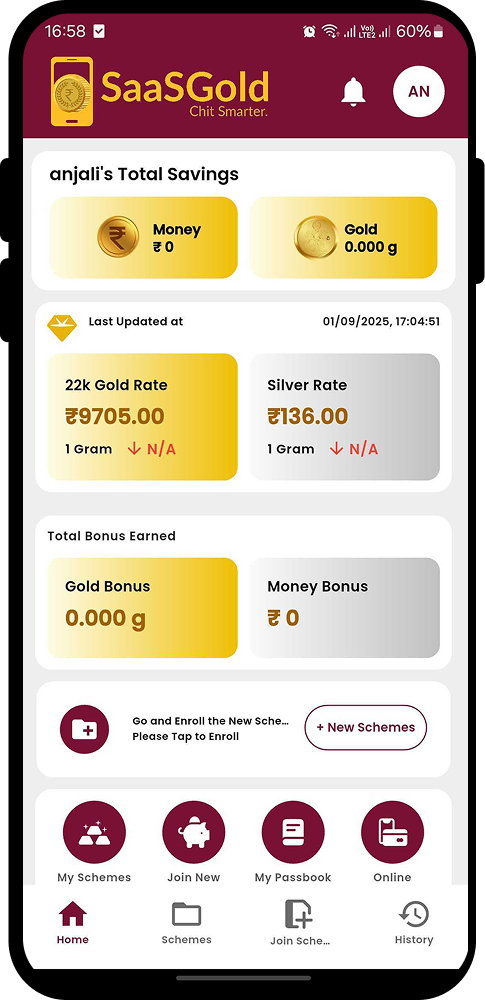 16:58
Vo))
LTE2
60%
SaaSGold
Chit Smarter.
AN
anjali's Total Savings
Money
₹ 0
Gold
0.000 g
Last Updated at
01/09/2025, 17:04:51
22k Gold Rate
₹9705.00
1 Gram ↓ N/A
Silver Rate
₹136.00
1 Gram ↓ N/A
Total Bonus Earned
Gold Bonus
0.000 g
Money Bonus
₹ 0
Go and Enroll the New Sche...
Please Tap to Enroll
+ New Schemes
My Schemes
Join New
My Passbook
Online
Home
Schemes
Join Sche...
History